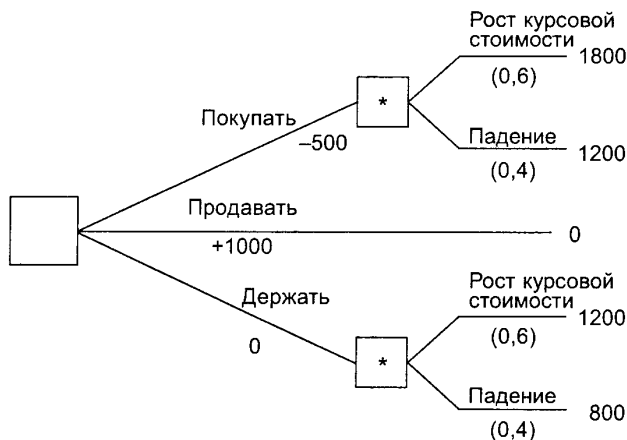 Рост курсовой
стоимости
1800
(0,6)
*
Покупать
–500
Падение
1200
(0,4)
Продавать
0
+1000
Рост курсовой
стоимости
1200
Держать
(0,6)
0
*
Падение
800
(0,4)